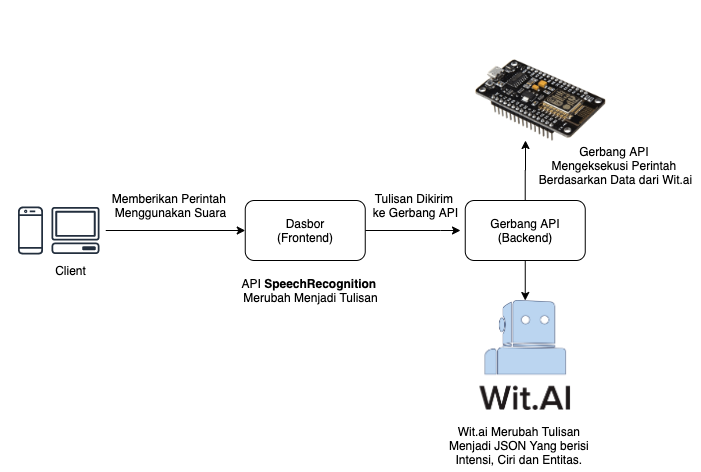 Gerbang API
Mengeksekusi Perintah
Berdasarkan Data dari Wit.ai
Memberikan Perintah
Menggunakan Suara
Tulisan Dikirim
ke Gerbang API
Dasbor
(Frontend)
Gerbang API
(Backend)
Client
API SpeechRecognition
Merubah Menjadi Tulisan
Wit.AI
Wit.ai Merubah Tulisan
Menjadi JSON Yang berisi
Intensi, Ciri dan Entitas.